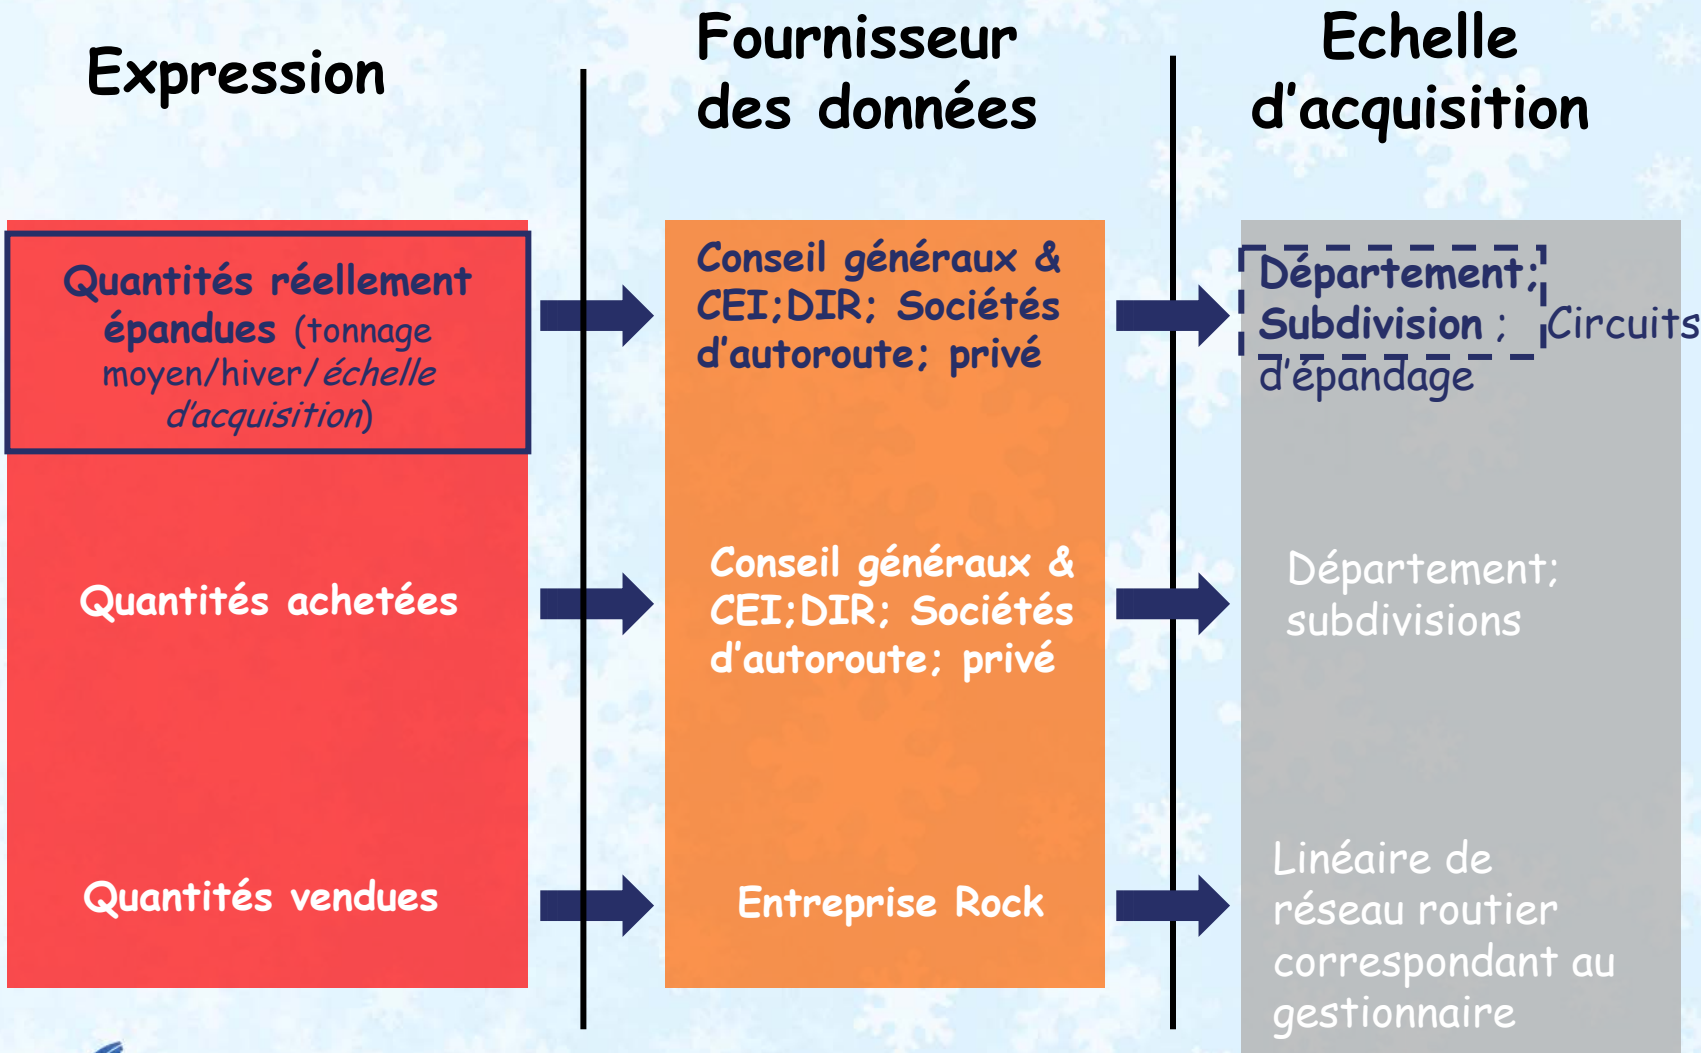 Expression
Fournisseur
des données
Echelle
d'acquisition
Quantités réellement
épandues (tonnage
moyen/hiver/échelle
d'acquisition)
Conseil généraux &
CEI;DIR; Sociétés
d'autoroute; privé
Département;
Subdivision ; Circuits
d'épandage
Quantités achetées
Conseil généraux &
CEI;DIR; Sociétés
d'autoroute; privé
Département;
subdivisions
Quantités vendues
Entreprise Rock
Linéaire de
réseau routier
correspondant au
gestionnaire